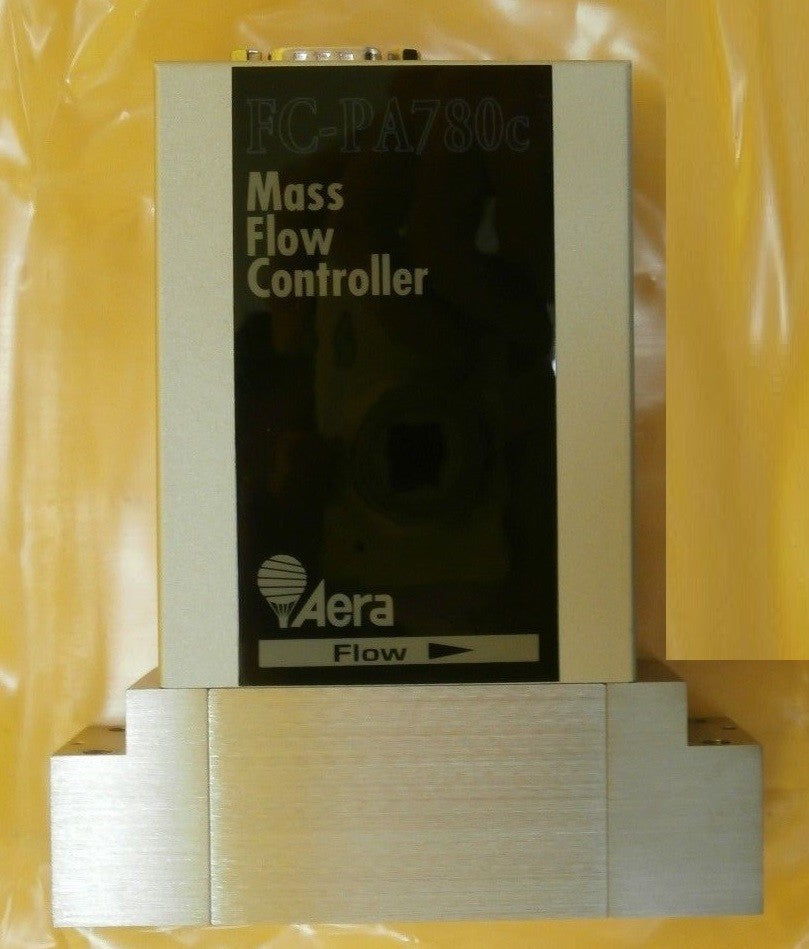 FC-PA780c
Mass
Flow
Controller
Aera
Flow